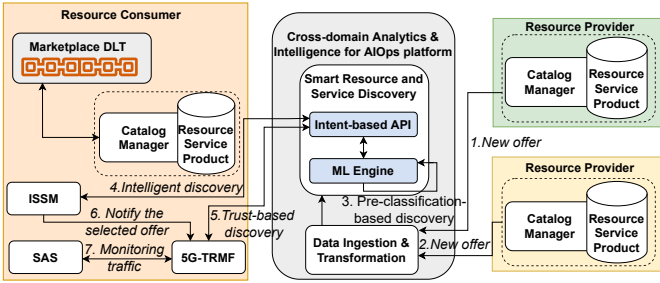 Resource Consumer
Marketplace DLT
Catalog
Manager
Resource
Service
Product
4.Intelligent discovery
ISSM
6. Notify the
selected offer
5.Trust-based
discovery
SAS
7. Monitoring
traffic
5G-TRMF
Cross-domain Analytics &
Intelligence for AIOps platform
Smart Resource and
Service Discovery
Intent-based API
ML Engine
3. Pre-classification-
based discovery
Data Ingestion &
Transformation
1.New offer
2.New offer
Resource Provider
Catalog
Manager
Resource
Service
Product
Resource Provider
Catalog
Manager
Resource
Service
Product